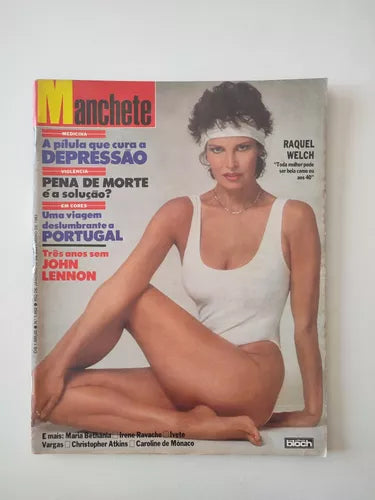 Manchete
MEDICINA
A pílula que cura a
DEPRESSÃO
VIOLÊNCIA
PENA DE MORTE
é a solução?
EM CORES
Uma viagem
deslumbrante a
PORTUGAL
Três anos sem
JOHN
LENNON
RAQUEL
WELCH
"Toda mulher pode
ser bela como eu
aos 40"
E mais: Maria Bethânia □ Irene Ravache □ Ivete
Vargas □ Christopher Atkins □ Caroline de Mônaco
bloch